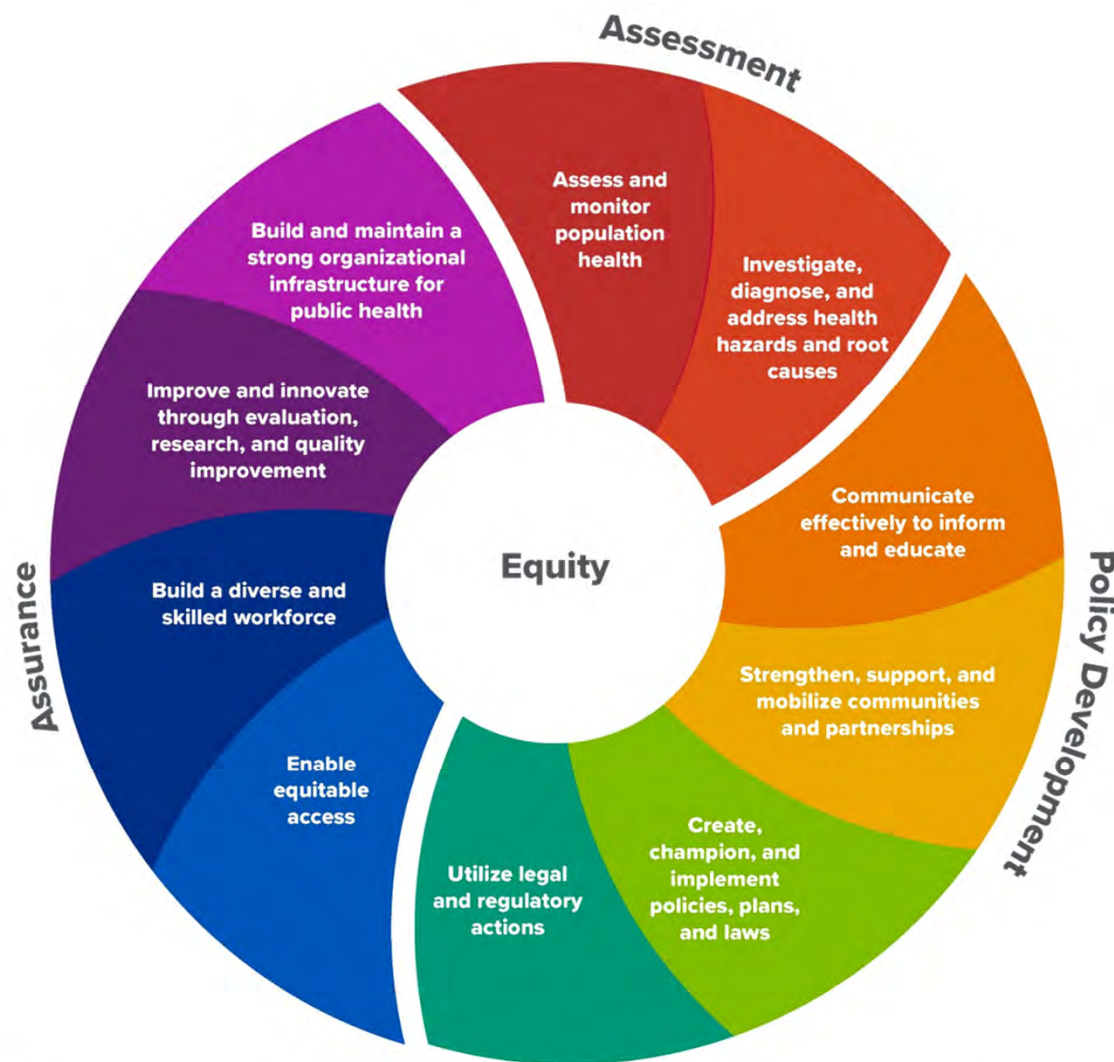 Assessment
Assess and
monitor
population
health
Investigate,
diagnose, and
address health
hazards and root
causes
Policy Development
Communicate
effectively to inform
and educate
Strengthen, support, and
mobilize communities
and partnerships
Create,
champion, and
implement
policies, plans,
and laws
Utilize legal
and regulatory
actions
Assurance
Enable
equitable
access
Build a diverse and
skilled workforce
Improve and innovate
through evaluation,
research, and quality
improvement
Build and maintain a
strong organizational
infrastructure for
public health
Equity